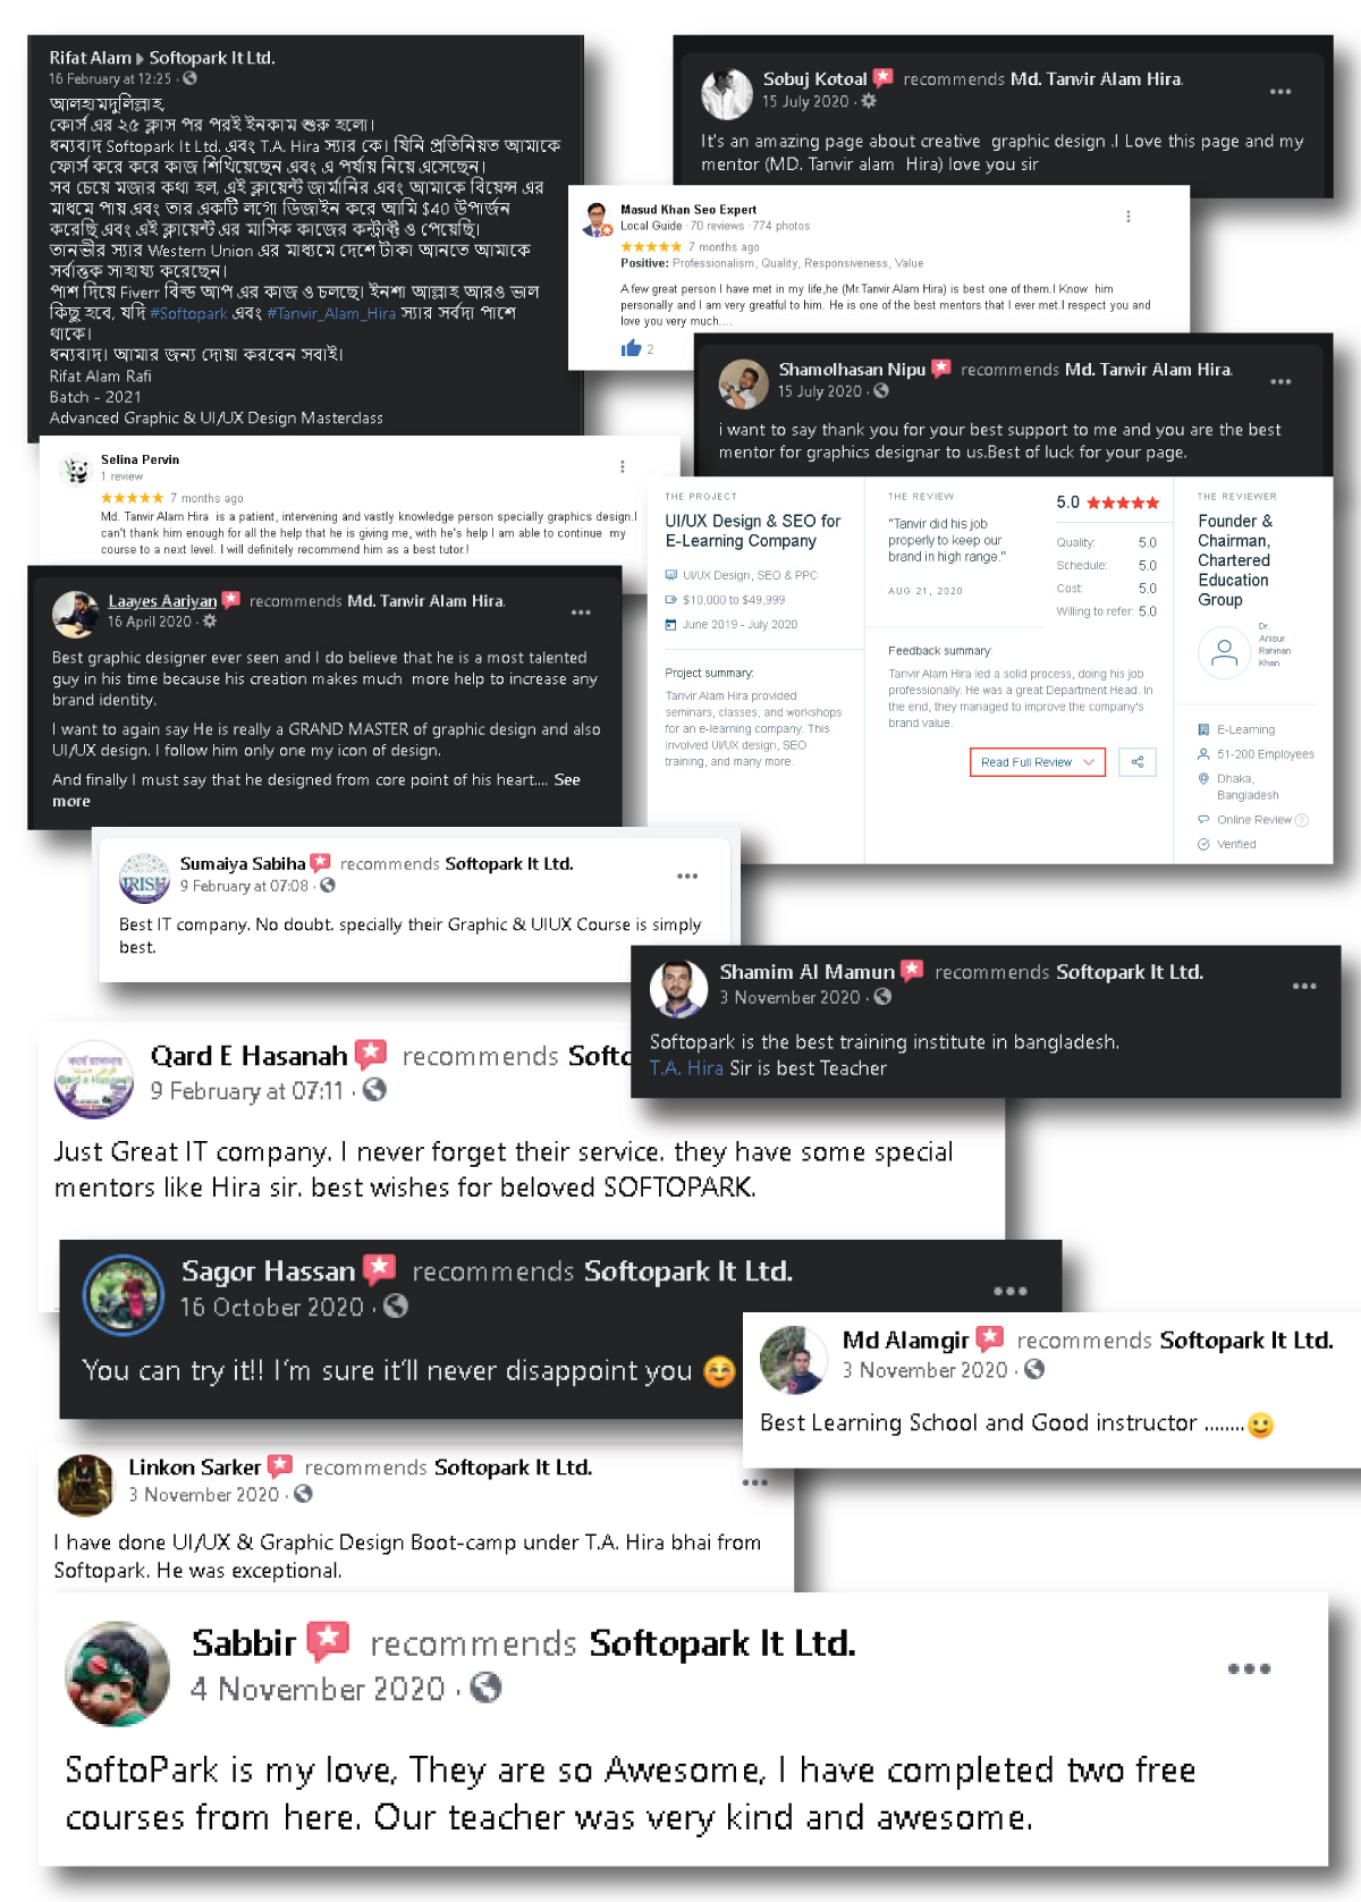 Rifat Alam ▸ Softopark It Ltd.
16 February at 12:25 ·
আলহামদুলিল্লাহ,
কোর্স এর ২৫ ক্লাস পর পরই ইনকাম শুরু হলো।
ধন্যবাদ Softopark It Ltd. এবং T.A. Hira স্যার কে। যিনি প্রতিনিয়ত আমাকে
ফোর্স করে করে কাজ শিখিয়েছেন এবং এ পর্যায় নিয়ে এসেছেন।
সব চেয়ে মজার কথা হল, এই ক্লায়েন্ট জার্মানির এবং আমাকে বিয়েন্স এর
মাধমে পায় এবং তার একটি লগো ডিজাইন করে আমি $40 উপার্জন
করেছি এবং এই ক্লায়েন্ট এর মাসিক কাজের কন্ট্রাক্ট ও পেয়েছি।
তানভীর স্যার Western Union এর মাধ্যমে দেশে টাকা আনতে আমাকে
সর্বাত্তক সাহায্য করেছেন।
পাশ দিয়ে Fiverr বিল্ড আপ এর কাজ ও চলছে। ইনশা আল্লাহ আরও ভাল
কিছু হবে, যদি #Softopark এবং #Tanvir_Alam_Hira স্যার সর্বদা পাশে
থাকে।
ধন্যবাদ। আমার জন্য দোয়া করবেন সবাই।
Rifat Alam Rafi
Batch - 2021
Advanced Graphic & UI/UX Design Masterclass
Sobuj Kotoal recommends Md. Tanvir Alam Hira.
15 July 2020 ·
It's an amazing page about creative graphic design .I Love this page and my
mentor (MD. Tanvir alam Hira) love you sir
Masud Khan Seo Expert
Local Guide · 70 reviews · 774 photos
7 months ago
Positive: Professionalism, Quality, Responsiveness, Value
A few great person I have met in my life,he (Mr.Tanvir Alam Hira) is best one of them.I Know him
personally and I am very greatful to him. He is one of the best mentors that I ever met.I respect you and
love you very much....
2
Shamolhasan Nipu recommends Md. Tanvir Alam Hira.
15 July 2020 ·
i want to say thank you for your best support to me and you are the best
mentor for graphics designar to us.Best of luck for your page.
Selina Pervin
1 review
7 months ago
Md. Tanvir Alam Hira is a patient, intervening and vastly knowledge person specially graphics design.I
can't thank him enough for all the help that he is giving me, with he's help I am able to continue my
course to a next level. I will definitely recommend him as a best tutor.!
THE PROJECT
UI/UX Design & SEO for
E-Learning Company
UI/UX Design, SEO & PPC
$10,000 to $49,999
June 2019 - July 2020
Project summary:
Tanvir Alam Hira provided
seminars, classes, and workshops
for an e-learning company. This
involved UI/UX design, SEO
training, and many more.
THE REVIEW
"Tanvir did his job
properly to keep our
brand in high range."
AUG 21, 2020
5.0
Quality: 5.0
Schedule: 5.0
Cost: 5.0
Willing to refer: 5.0
Feedback summary:
Tanvir Alam Hira led a solid process, doing his job
professionally. He was a great Department Head. In
the end, they managed to improve the company's
brand value.
Read Full Review
THE REVIEWER
Founder &
Chairman,
Chartered
Education
Group
Dr.
Anisur
Rahman
Khan
E-Learning
51-200 Employees
Dhaka,
Bangladesh
Online Review ?
Verified
Laayes Aariyan recommends Md. Tanvir Alam Hira.
16 April 2020 ·
Best graphic designer ever seen and I do believe that he is a most talented
guy in his time because his creation makes much more help to increase any
brand identity.
I want to again say He is really a GRAND MASTER of graphic design and also
UI/UX design. I follow him only one my icon of design.
And finally I must say that he designed from core point of his heart.... See
more
Sumaiya Sabiha recommends Softopark It Ltd.
9 February at 07:08 ·
Best IT company. No doubt. specially their Graphic & UIUX Course is simply
best.
Shamim Al Mamun recommends Softopark It Ltd.
3 November 2020 ·
Softopark is the best training institute in bangladesh.
T.A. Hira Sir is best Teacher
Qard E Hasanah recommends Softo
9 February at 07:11 ·
Just Great IT company. I never forget their service. they have some special
mentors like Hira sir. best wishes for beloved SOFTOPARK.
Sagor Hassan recommends Softopark It Ltd.
16 October 2020 ·
You can try it!! I'm sure it'll never disappoint you 😊
Md Alamgir recommends Softopark It Ltd.
3 November 2020 ·
Best Learning School and Good instructor ........🙂
Linkon Sarker recommends Softopark It Ltd.
3 November 2020 ·
I have done UI/UX & Graphic Design Boot-camp under T.A. Hira bhai from
Softopark. He was exceptional.
Sabbir recommends Softopark It Ltd.
4 November 2020 ·
SoftoPark is my love, They are so Awesome, I have completed two free
courses from here. Our teacher was very kind and awesome.